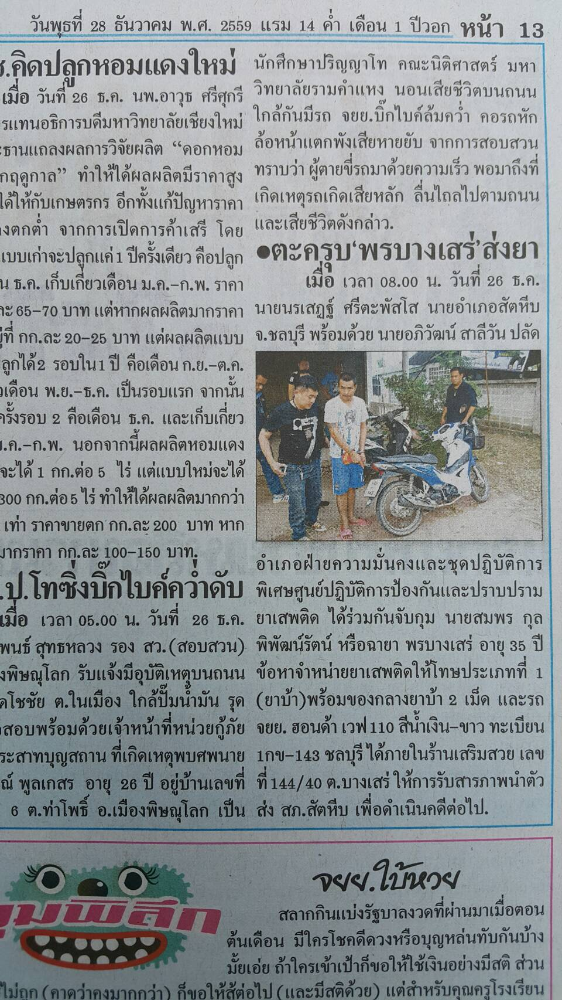 วันพุธที่ 28 ธันวาคม พ.ศ. 2559 แรม 14 ค่ำ เดือน 1 ปีวอก หน้า 13
ช.คิดปลูกหอมแดงใหม่
เมื่อ วันที่ 26 ธ.ค. นพ.อาวุธ ศรีศุกรี
รแทนอธิการบดีมหาวิทยาลัยเชียงใหม่
ะธานแถลงผลการวิจัยผลิต “ดอกหอม
กฤดูกาล” ทำให้ได้ผลผลิตมีราคาสูง
ได้ให้กับเกษตรกร อีกทั้งแก้ปัญหาราคา
งตกต่ำ จากการเปิดการค้าเสรี โดย
แบบเก่าจะปลูกแค่ 1 ปีครั้งเดียว คือปลูก
น ธ.ค. เก็บเกี่ยวเดือน ม.ค.-ก.พ. ราคา
ละ 65-70 บาท แต่หากผลผลิตมากราคา
ยู่ที่ กก.ละ 20-25 บาท แต่ผลผลิตแบบ
ลูกได้ 2 รอบใน 1 ปี คือเดือน ก.ย.-ต.ค.
วเดือน พ.ย.-ธ.ค. เป็นรอบแรก จากนั้น
ครั้งรอบ 2 คือเดือน ธ.ค. และเก็บเกี่ยว
ม.ค.-ก.พ. นอกจากนี้ผลผลิตหอมแดง
จะได้ 1 กก.ต่อ 5 ไร่ แต่แบบใหม่จะได้
300 กก.ต่อ 5 ไร่ ทำให้ได้ผลผลิตมากกว่า
เท่า ราคาขายตก กก.ละ 200 บาท หาก
มากราคา กก.ละ 100-150 บาท.
.ป.โทซิ่งบิ๊กไบค์คว่ำดับ
เมื่อ เวลา 05.00 น. วันที่ 26 ธ.ค.
พนธ์ สุทธหลวง รอง สว.(สอบสวน)
งพิษณุโลก รับแจ้งมีอุบัติเหตุบนถนน
ดโชชัย ต.ในเมือง ใกล้ปั๊มน้ำมัน รุด
สอบพร้อมด้วยเจ้าหน้าที่หน่วยกู้ภัย
ระสาทบุญสถาน ที่เกิดเหตุพบศพนาย
ณ์ พูลเกสร อายุ 26 ปี อยู่บ้านเลขที่
6 ต.ท่าโพธิ์ อ.เมืองพิษณุโลก เป็น
นักศึกษาปริญญาโท คณะนิติศาสตร์ มหา
วิทยาลัยรามคำแหง นอนเสียชีวิตบนถนน
ใกล้กันมีรถ จยย.บิ๊กไบค์ล้มคว่ำ คอรถหัก
ล้อหน้าแตกพังเสียหายยับ จากการสอบสวน
ทราบว่า ผู้ตายขี่รถมาด้วยความเร็ว พอมาถึงที่
เกิดเหตุรถเกิดเสียหลัก ลื่นไถลไปตามถนน
และเสียชีวิตดังกล่าว.
●ตะครุบ‘พรบางเสร่’ส่งยา
เมื่อ เวลา 08.00 น. วันที่ 26 ธ.ค.
นายนรเสฏฐ์ ศรีตะพัสโส นายอำเภอสัตหีบ
จ.ชลบุรี พร้อมด้วย นายอภิวัฒน์ สาลีวัน ปลัด
อำเภอฝ่ายความมั่นคงและชุดปฏิบัติการ
พิเศษศูนย์ปฏิบัติการป้องกันและปราบปราม
ยาเสพติด ได้ร่วมกันจับกุม นายสมพร กุล
พิพัฒน์รัตน์ หรือฉายา พรบางเสร่ อายุ 35 ปี
ข้อหาจำหน่ายยาเสพติดให้โทษประเภทที่ 1
(ยาบ้า)พร้อมของกลางยาบ้า 2 เม็ด และรถ
จยย. ฮอนด้า เวฟ 110 สีน้ำเงิน-ขาว ทะเบียน
1กข-143 ชลบุรี ได้ภายในร้านเสริมสวย เลข
ที่ 144/40 ต.บางเสร่ ให้การรับสารภาพนำตัว
ส่ง สภ.สัตหีบ เพื่อดำเนินคดีต่อไป.
ุมพิลึก
จยย.ใบ้หวย
สลากกินแบ่งรัฐบาลงวดที่ผ่านมาเมื่อตอน
ต้นเดือน มีใครโชคดีดวงหรือบุญหล่นทับกันบ้าง
มั้ยเอ่ย ถ้าใครเข้าเป้าก็ขอให้ใช้เงินอย่างมีสติ ส่วน
ไม่ถูก (คาดว่าคงมากกว่า) ก็ขอให้สู้ต่อไป (และมีสติด้วย) แต่สำหรับคุณครูโรงเรียน